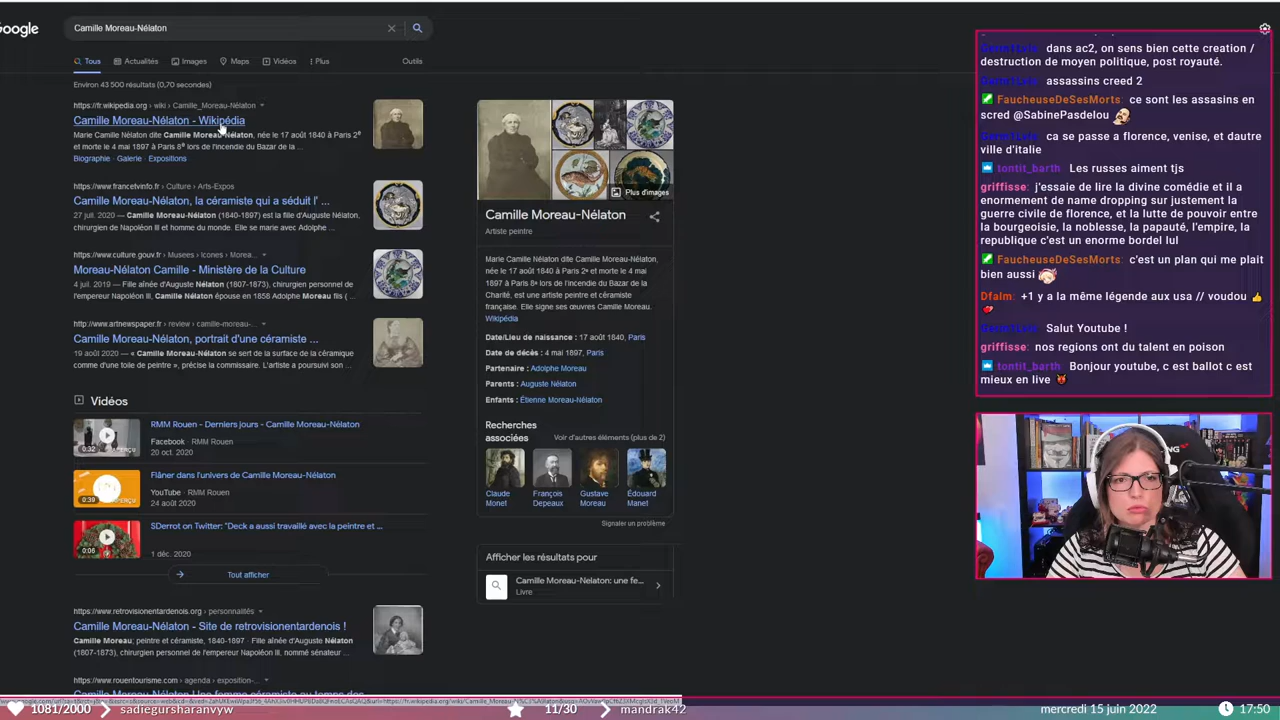 Google
Camille Moreau-Nélaton
Tous
Actualités
Images
Maps
Vidéos
Plus
Outils
Environ 43 500 résultats (0,70 secondes)
https://fr.wikipedia.org › wiki › Camille_Moreau-Nélaton
Camille Moreau-Nélaton - Wikipédia
Marie Camille Nélaton dite Camille Moreau-Nélaton, née le 17 août 1840 à Paris 2ᵉ
et morte le 4 mai 1897 à Paris 8ᵉ lors de l'incendie du Bazar de la ...
Biographie · Galerie · Expositions
https://www.francetvinfo.fr › Culture › Arts-Expos
Camille Moreau-Nélaton, la céramiste qui a séduit l' ...
27 juil. 2020 — Camille Moreau-Nélaton (1840-1897) est la fille d'Auguste Nélaton,
chirurgien de Napoléon III et homme du monde. Elle se marie avec Adolphe ...
https://www.culture.gouv.fr › Musees › Icones › Morea...
Moreau-Nélaton Camille - Ministère de la Culture
4 juil. 2019 — Fille aînée d'Auguste Nélaton (1807-1873), chirurgien personnel de
l'empereur Napoléon III, Camille Nélaton épouse en 1858 Adolphe Moreau fils ( ...
http://www.artnewspaper.fr › review › camille-moreau-...
Camille Moreau-Nélaton, portrait d'une céramiste ...
19 août 2020 — « Camille Moreau-Nélaton se sert de la surface de la céramique
comme d'une toile de peintre », précise la commissaire. L'artiste a poursuivi son ...
Vidéos
RMM Rouen - Derniers jours - Camille Moreau-Nélaton
Facebook · RMM Rouen
20 oct. 2020
0:32
Flâner dans l'univers de Camille Moreau-Nélaton
YouTube · RMM Rouen
24 août 2020
0:39
SDerrot on Twitter: "Deck a aussi travaillé avec la peintre et ...
1 déc. 2020
0:06
Tout afficher
https://www.retrovisionentardenois.org › personnalités
Camille Moreau-Nélaton - Site de retrovisionentardenois !
Camille Moreau; peintre et céramiste, 1840-1897 · Fille aînée d'Auguste Nélaton
(1807-1873), chirurgien personnel de l'empereur Napoléon III, nommé sénateur ...
https://www.rouentourisme.com › agenda › exposition-...
Camille Moreau-Nélaton Une femme céramiste au temps des
Plus d'images
Camille Moreau-Nélaton
Artiste peintre
Marie Camille Nélaton dite Camille Moreau-Nélaton,
née le 17 août 1840 à Paris 2ᵉ et morte le 4 mai
1897 à Paris 8ᵉ lors de l'incendie du Bazar de la
Charité, est une artiste peintre et céramiste
française. Elle signe ses œuvres Camille Moreau.
Wikipédia
Date/Lieu de naissance : 17 août 1840, Paris
Date de décès : 4 mai 1897, Paris
Partenaire : Adolphe Moreau
Parents : Auguste Nélaton
Enfants : Étienne Moreau-Nélaton
Recherches
associées
Voir d'autres éléments (plus de 2)
Claude
Monet
François
Depeaux
Gustave
Moreau
Édouard
Manet
Signaler un problème
Afficher les résultats pour
Camille Moreau-Nélaton: une fe...
Livre
dans ac2, on sens bien cette creation /
destruction de moyen politique, post royauté.
assassins creed 2
FaucheuseDeSesMorts : ce sont les assasins en
scred @SabinePasdelou
ca se passe a florence, venise, et dautre
ville d'italie
tontit_barth : Les russes aiment tjs
griffisse: j'essaie de lire la divine comédie et il a
enormement de name dropping sur justement la
guerre civile de florence, et la lutte de pouvoir entre
la bourgeoisie, la noblesse, la papauté, l'empire, la
republique c'est un enorme bordel lul
FaucheuseDeSesMorts : c'est un plan qui me plait
bien aussi
Dfalm : +1 y a la même légende aux usa // voudou
Salut Youtube !
griffisse: nos regions ont du talent en poison
tontit_barth : Bonjour youtube, c est ballot c est
mieux en live
1081/2000
sadiegursharanvyw
11/30
mandrak42
mercredi 15 juin 2022
17:50